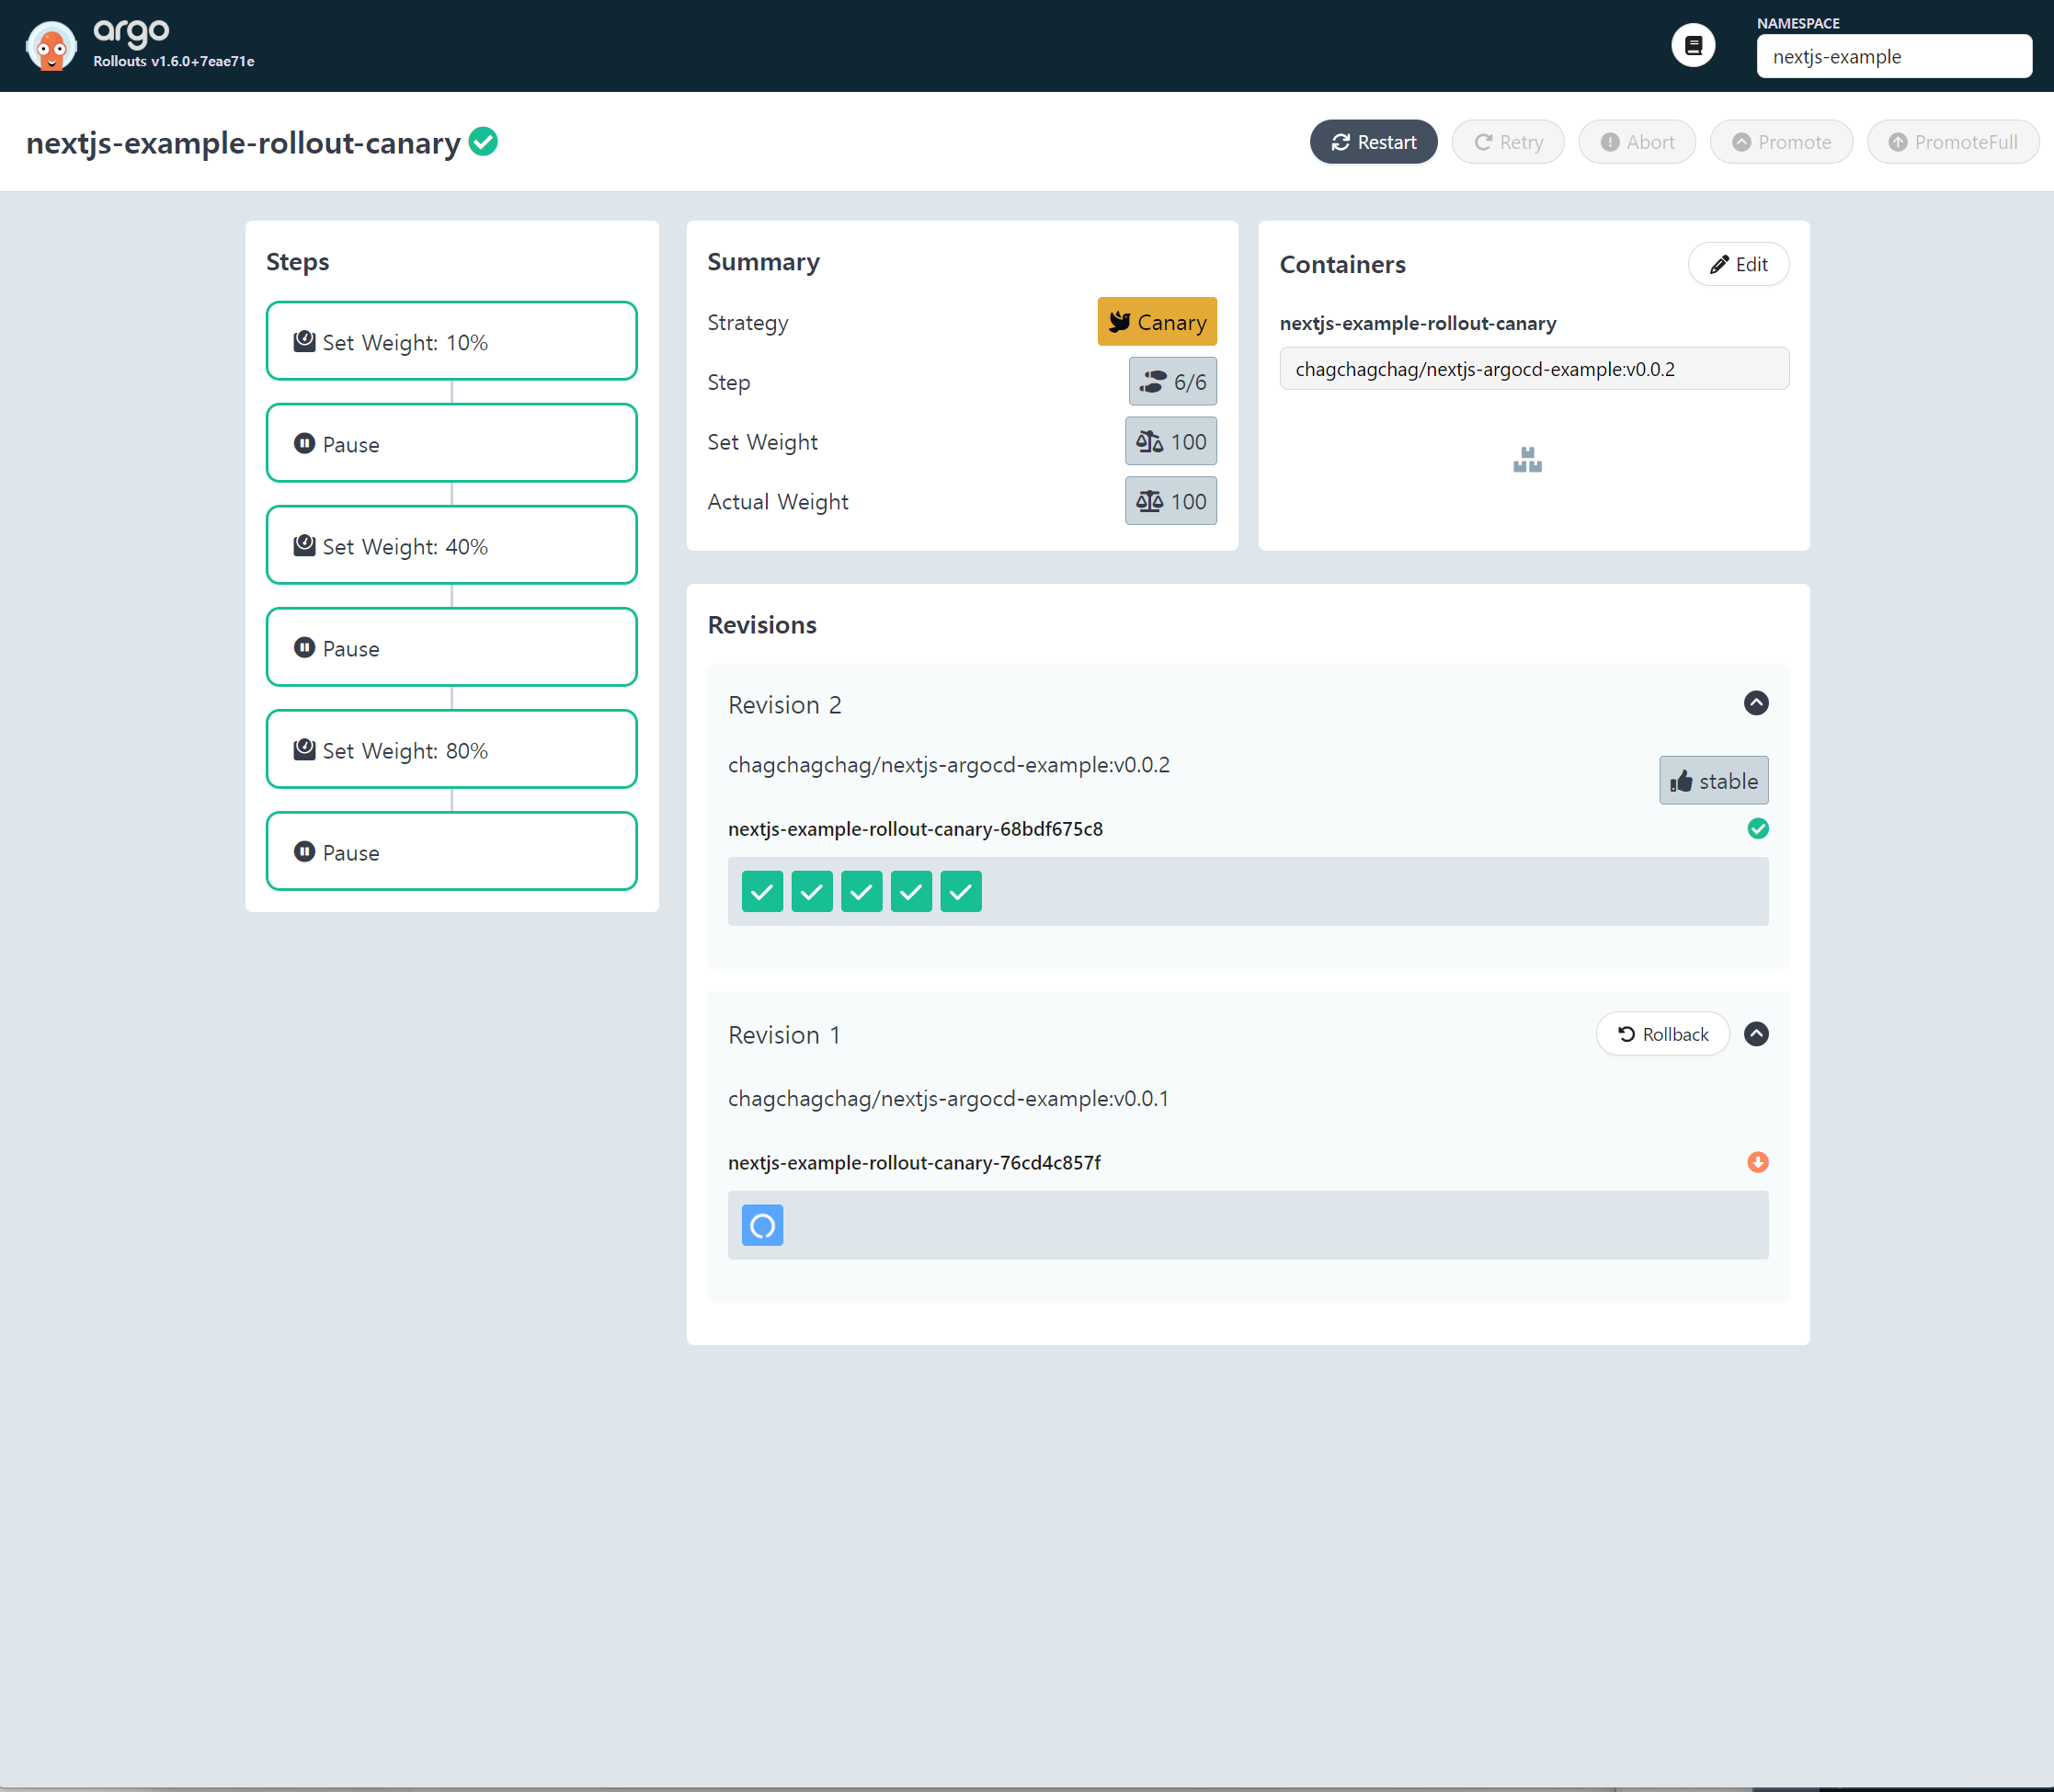 argo
Rollouts v1.6.0+7eae71e
NAMESPACE
nextjs-example
nextjs-example-rollout-canary
Restart
Retry
Abort
Promote
PromoteFull
Steps
Set Weight: 10%
Pause
Set Weight: 40%
Pause
Set Weight: 80%
Pause
Summary
Strategy
Canary
Step
6/6
Set Weight
100
Actual Weight
100
Containers
Edit
nextjs-example-rollout-canary
chagchagchag/nextjs-argocd-example:v0.0.2
Revisions
Revision 2
chagchagchag/nextjs-argocd-example:v0.0.2
stable
nextjs-example-rollout-canary-68bdf675c8
Revision 1
Rollback
chagchagchag/nextjs-argocd-example:v0.0.1
nextjs-example-rollout-canary-76cd4c857f